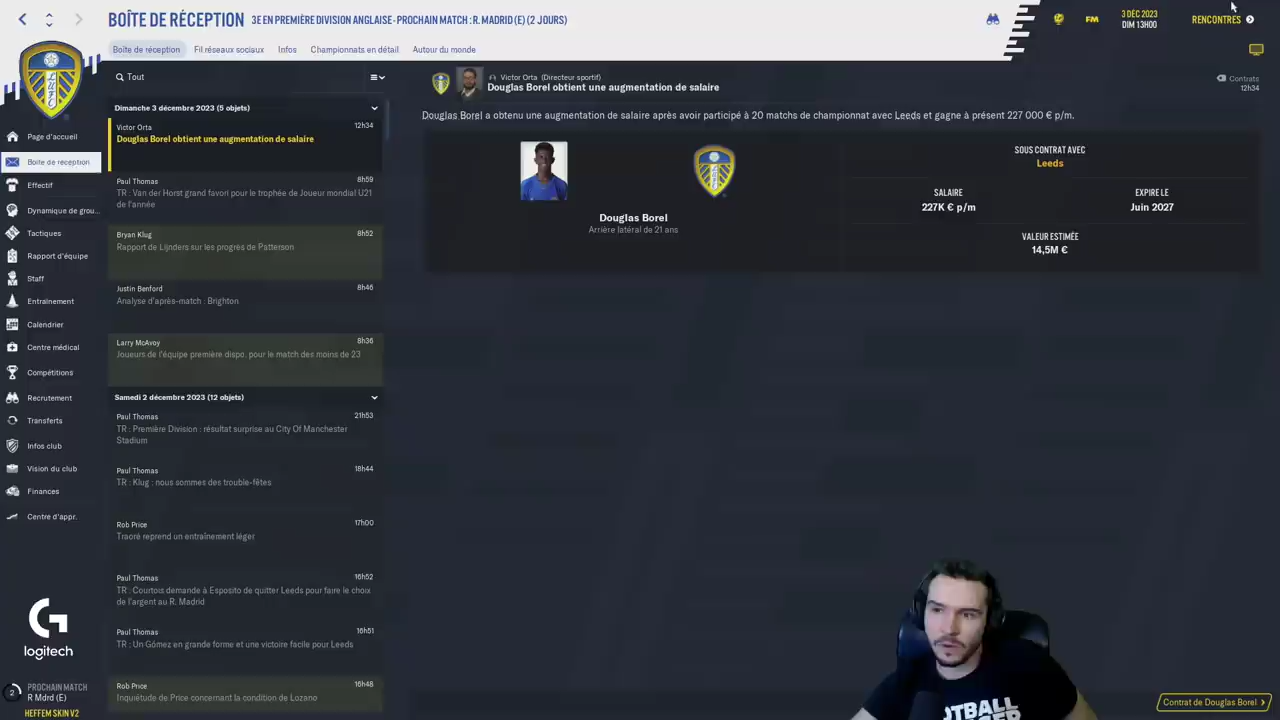 BOÎTE DE RÉCEPTION
3E EN PREMIÈRE DIVISION ANGLAISE - PROCHAIN MATCH : R. MADRID (E) (2 JOURS)
FM
3 DÉC 2023
DIM 13H00
RENCONTRES
Boîte de réception
Fil réseaux sociaux
Infos
Championnats en détail
Autour du monde
Page d'accueil
Boîte de réception
Effectif
Dynamique de grou...
Tactiques
Rapport d'équipe
Staff
Entraînement
Calendrier
Centre médical
Compétitions
Recrutement
Transferts
Infos club
Vision du club
Finances
Centre d'appr.
logitech
2
PROCHAIN MATCH
R Mdrd (E)
HEFFEM SKIN V2
Tout
Dimanche 3 décembre 2023 (5 objets)
Victor Orta 12h34
Douglas Borel obtient une augmentation de salaire
Paul Thomas 8h59
TR : Van der Horst grand favori pour le trophée de Joueur mondial U21
de l'année
Bryan Klug 8h52
Rapport de Lijnders sur les progrès de Patterson
Justin Benford 8h46
Analyse d'après-match : Brighton
Larry McAvoy 8h36
Joueurs de l'équipe première dispo. pour le match des moins de 23
Samedi 2 décembre 2023 (12 objets)
Paul Thomas 21h53
TR : Première Division : résultat surprise au City Of Manchester
Stadium
Paul Thomas 18h44
TR : Klug : nous sommes des trouble-fêtes
Rob Price 17h00
Traoré reprend un entraînement léger
Paul Thomas 16h52
TR : Courtois demande à Esposito de quitter Leeds pour faire le choix
de l'argent au R. Madrid
Paul Thomas 16h51
TR : Un Gómez en grande forme et une victoire facile pour Leeds
Rob Price 16h48
Inquiétude de Price concernant la condition de Lozano
Victor Orta (Directeur sportif)
Douglas Borel obtient une augmentation de salaire
Contrats
12h34
Douglas Borel a obtenu une augmentation de salaire après avoir participé à 20 matchs de championnat avec Leeds et gagne à présent 227 000 € p/m.
Douglas Borel
Arrière latéral de 21 ans
SOUS CONTRAT AVEC
Leeds
SALAIRE
227K € p/m
EXPIRE LE
Juin 2027
VALEUR ESTIMÉE
14,5M €
Contrat de Douglas Borel